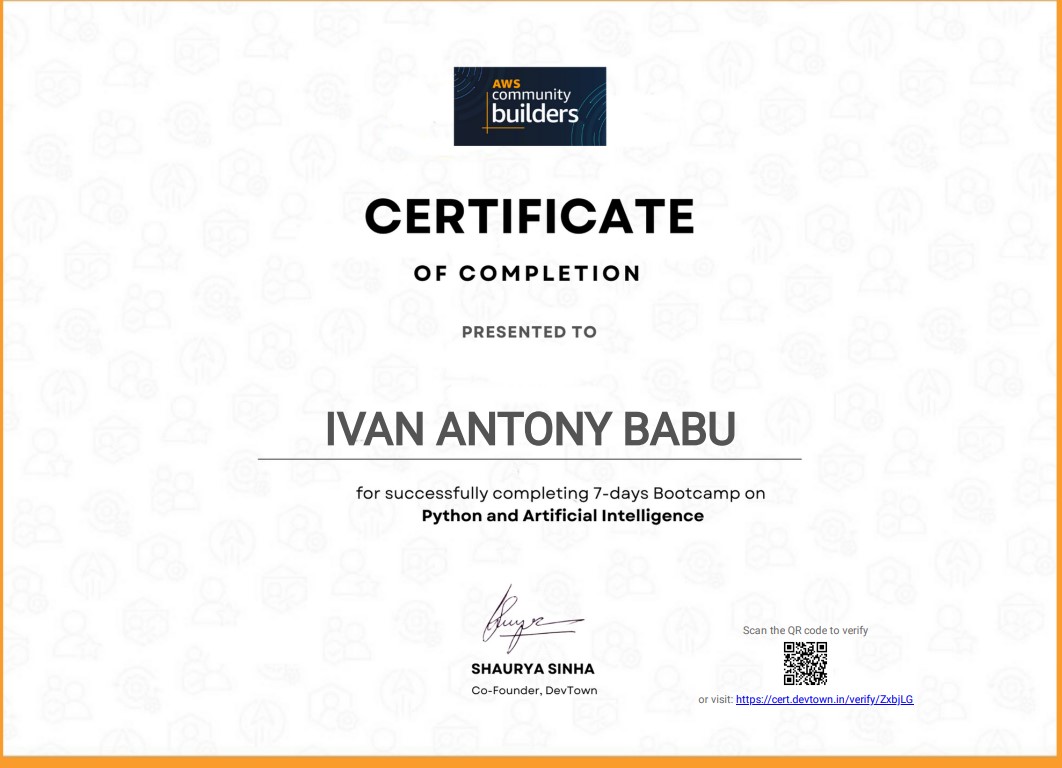 AWS
community
builders
CERTIFICATE
OF COMPLETION
PRESENTED TO
IVAN ANTONY BABU
for successfully completing 7-days Bootcamp on
Python and Artificial Intelligence
SHAURYA SINHA
Co-Founder, DevTown
Scan the QR code to verify
or visit: https://cert.devtown.in/verify/ZxbjLG